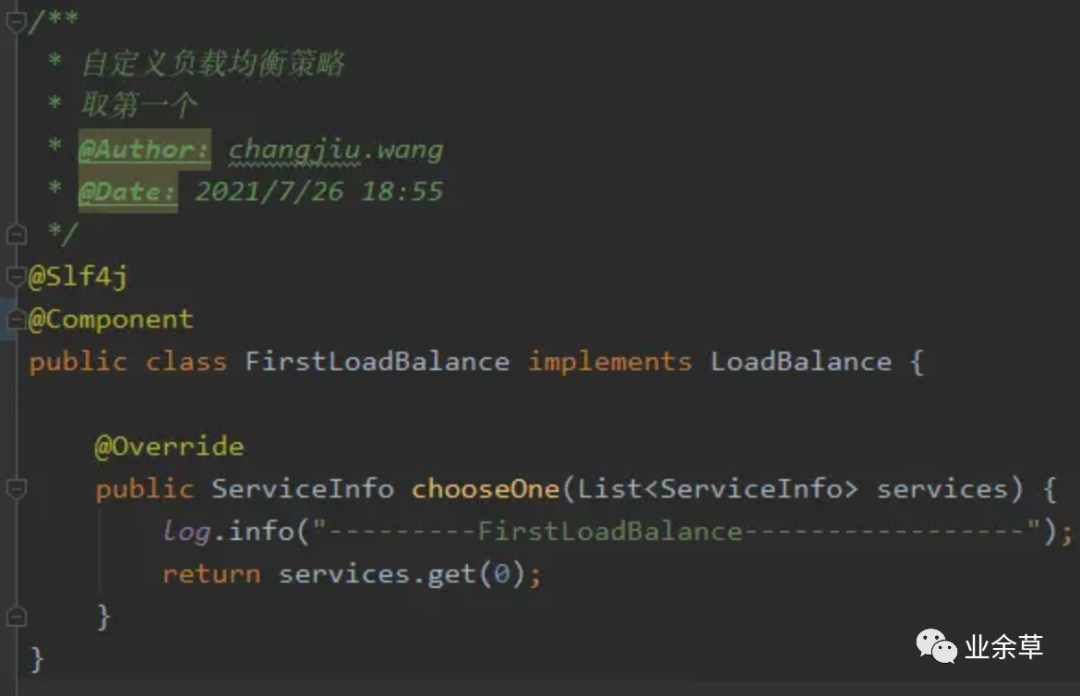 /**
 * 自定义负载均衡策略
 * 取第一个
 * @Author: changjiu.wang
 * @Date: 2021/7/26 18:55
 */
@Slf4j
@Component
public class FirstLoadBalance implements LoadBalance {
    @Override
    public ServiceInfo chooseOne(List<ServiceInfo> services) {
        log.info("---------FirstLoadBalance-----------------");
        return services.get(0);
    }
}
业余草